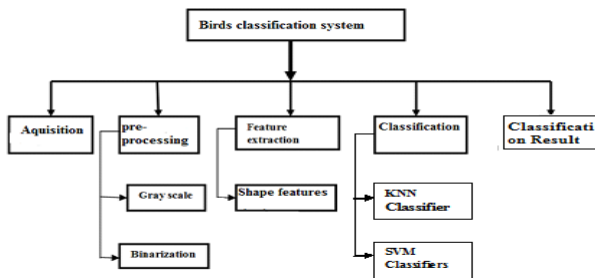 Birds classification system
Aquisition
pre-
processing
Feature
extraction
Classification
Classificati
on Result
Gray scale
Shape features
KNN
Classifier
Binarization
SVM
Classifiers